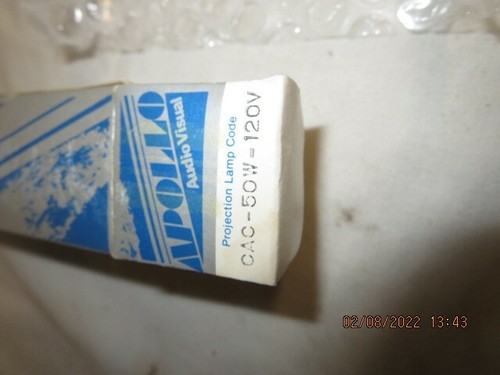 APOLLO
Audio Visual
Projection Lamp Code
CAC-50W-120V
02/08/2022 13:43